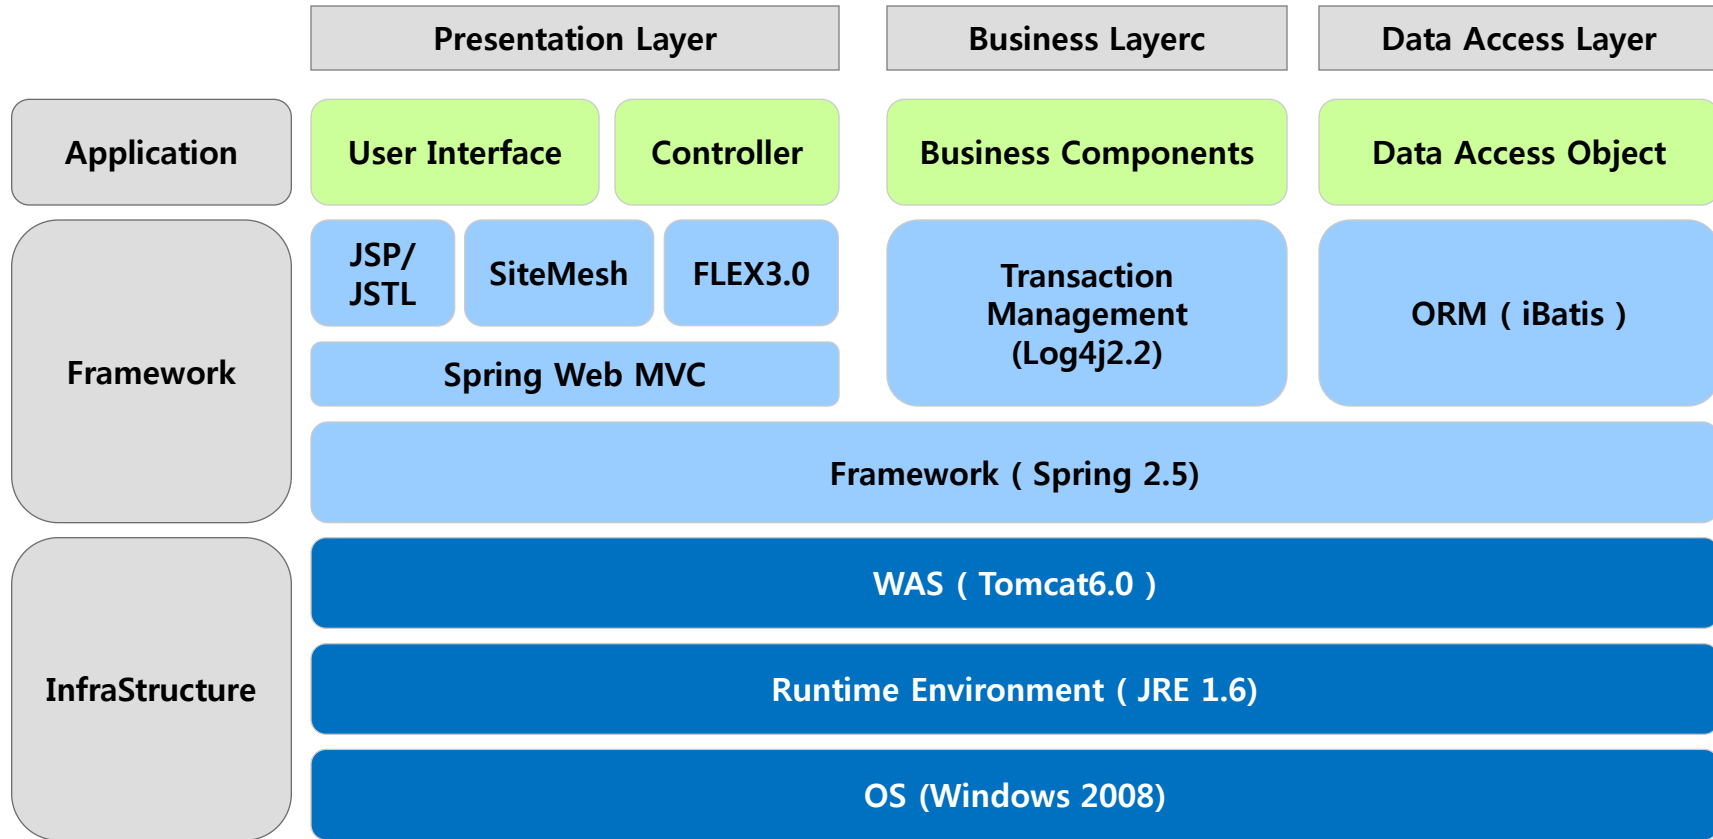 Presentation Layer
Business Layerc
Data Access Layer
Application
User Interface
Controller
Business Components
Data Access Object
Framework
JSP/
JSTL
SiteMesh
FLEX3.0
Spring Web MVC
Transaction
Management
(Log4j2.2)
ORM ( iBatis )
Framework ( Spring 2.5)
InfraStructure
WAS ( Tomcat6.0 )
Runtime Environment ( JRE 1.6)
OS (Windows 2008)